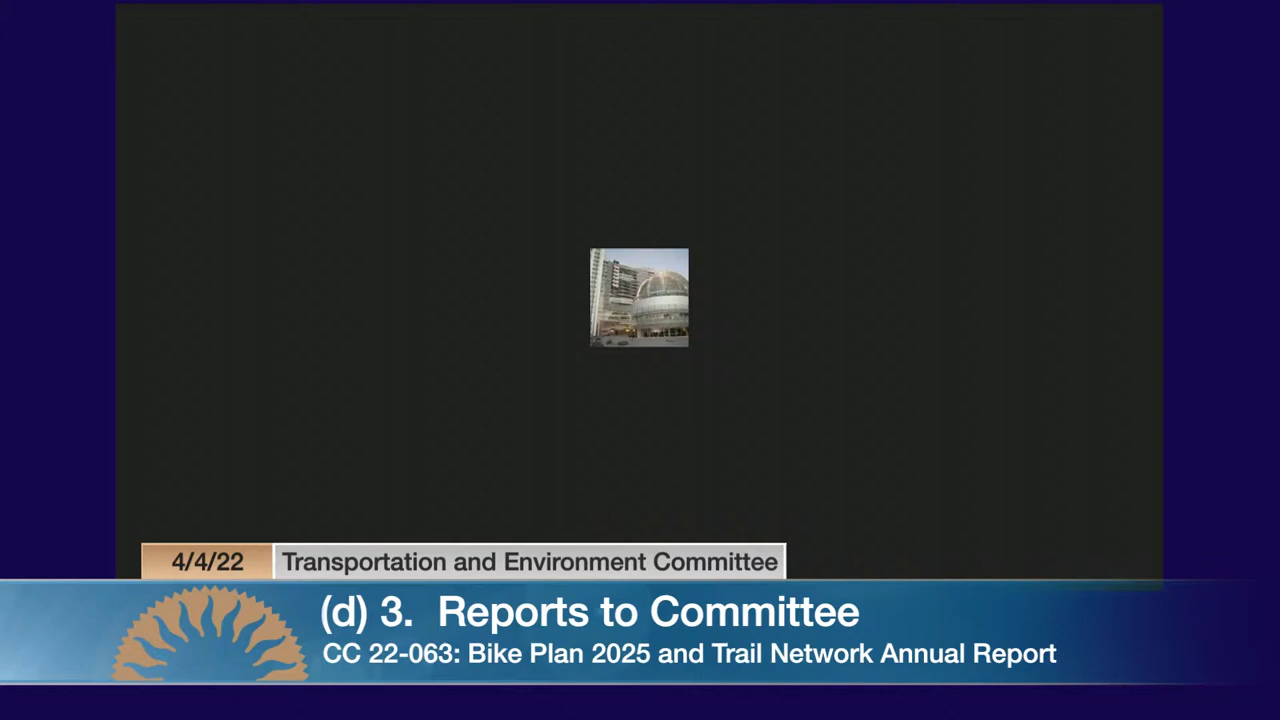 4/4/22 Transportation and Environment Committee
(d) 3. Reports to Committee
CC 22-063: Bike Plan 2025 and Trail Network Annual Report